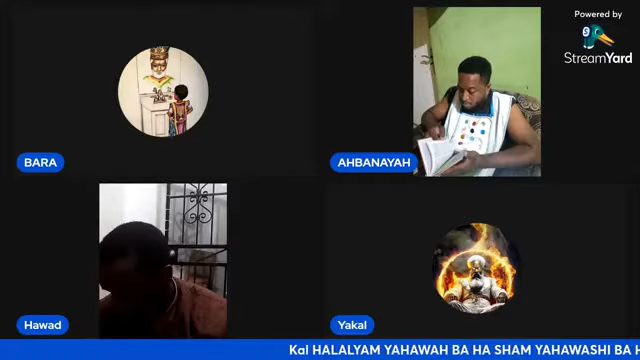 Powered by
StreamYard
BARA
AHBANAYAH
Hawad
Yakal
Kal HALALYAM YAHAWAH BA HA SHAM YAHAWASHI BA H